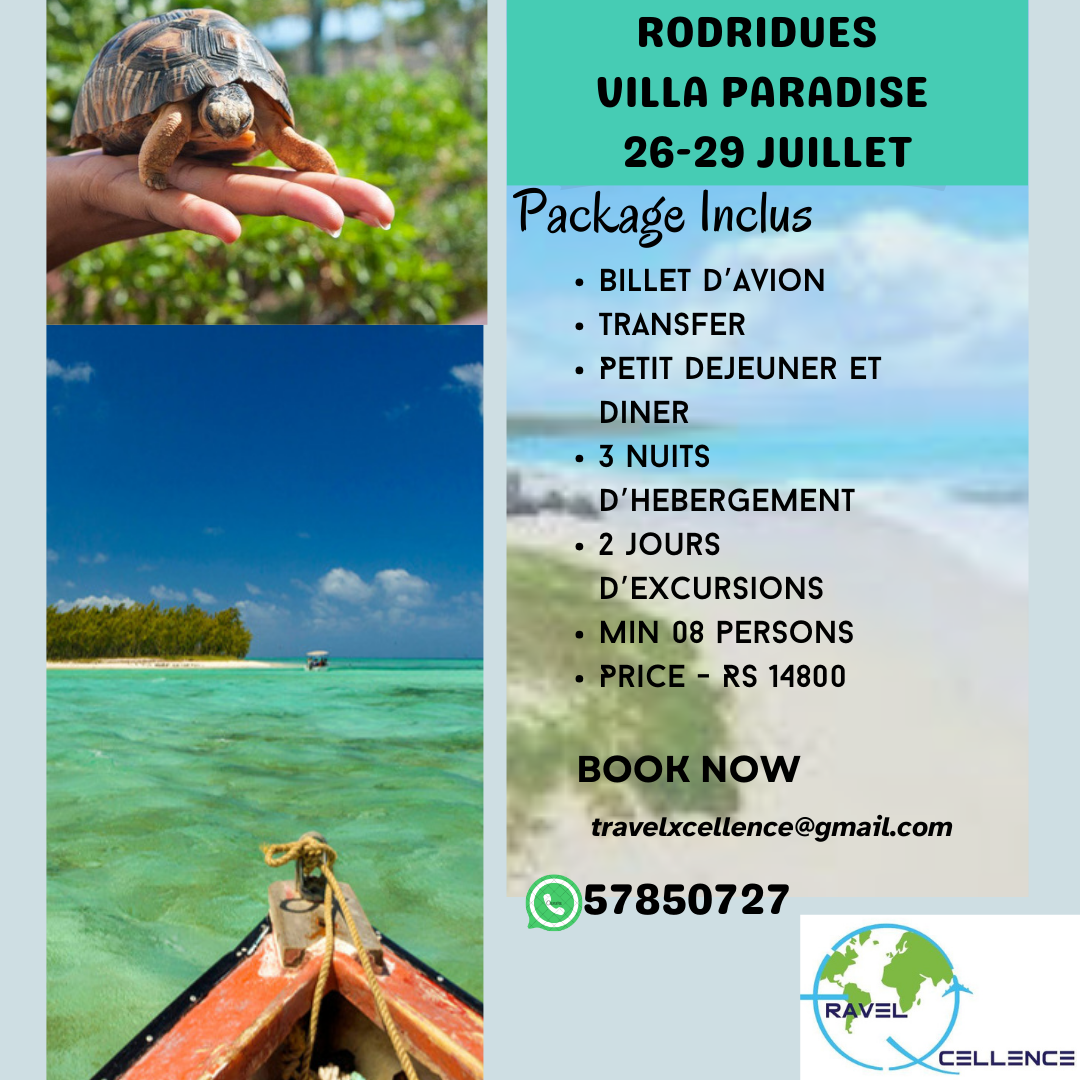 RODRIDUES
VILLA PARADISE
26-29 JUILLET
Package Inclus
• BILLET D'AVION
• TRANSFER
• PETIT DEJEUNER ET
DINER
• 3 NUITS
D'HEBERGEMENT
• 2 JOURS
D'EXCURSIONS
• MIN 08 PERSONS
• PRICE - RS 14800
BOOK NOW
travelxcellence@gmail.com
57850727
RAVEL
CELLENCE